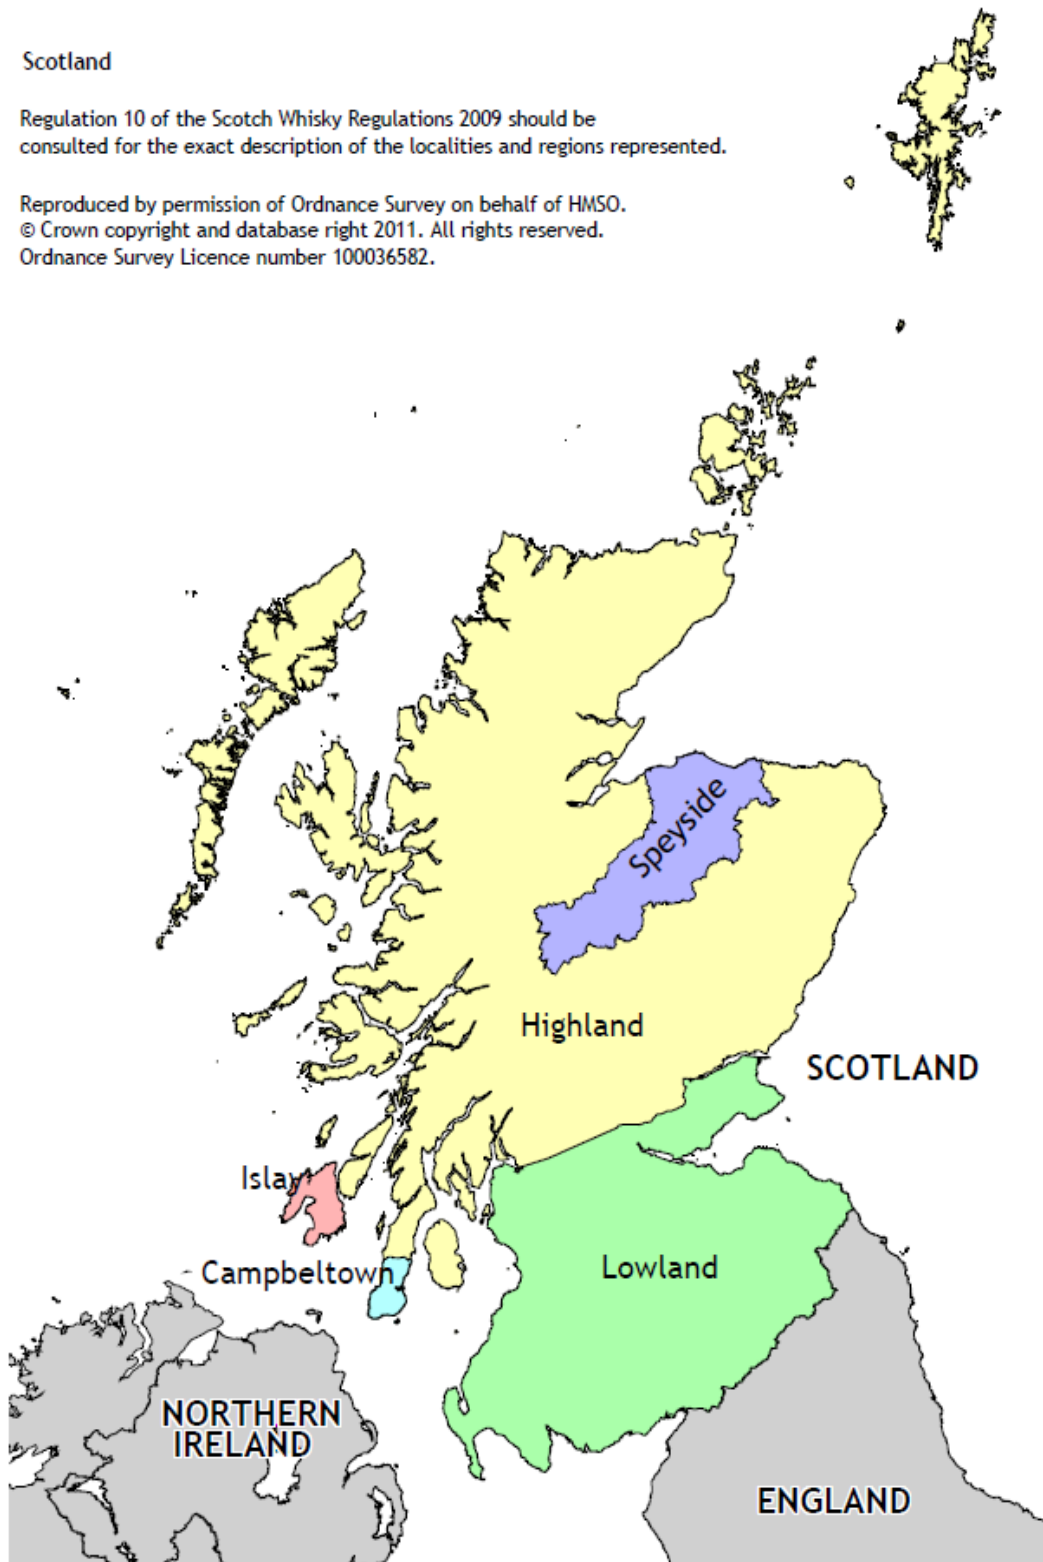 Scotland
Regulation 10 of the Scotch Whisky Regulations 2009 should be
consulted for the exact description of the localities and regions represented.
Reproduced by permission of Ordnance Survey on behalf of HMSO.
© Crown copyright and database right 2011. All rights reserved.
Ordnance Survey Licence number 100036582.
Speyside
Highland
SCOTLAND
Islay
Lowland
Campbeltown
NORTHERN
IRELAND
ENGLAND